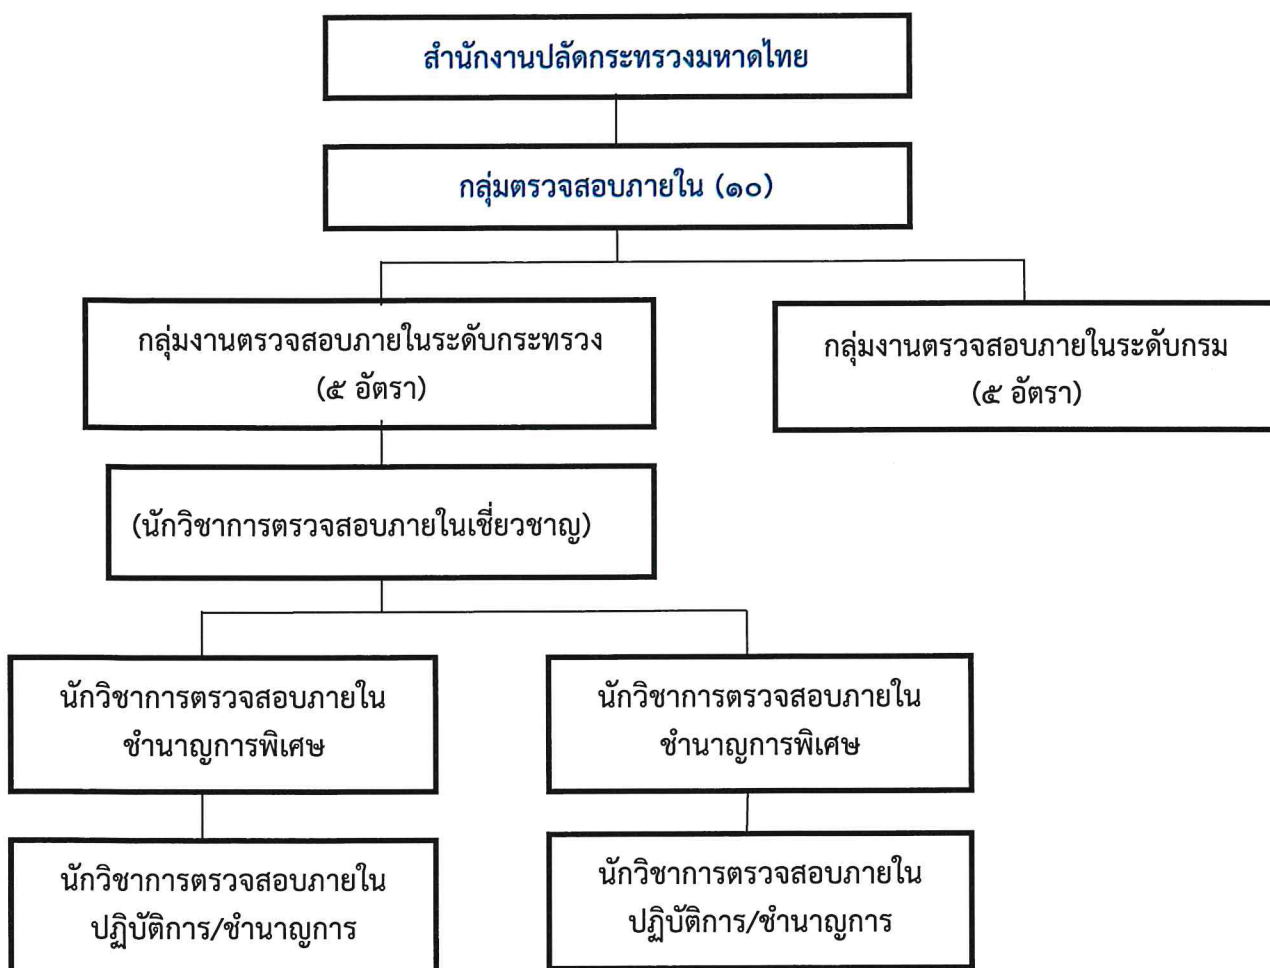 สำนักงานปลัดกระทรวงมหาดไทย
กลุ่มตรวจสอบภายใน (๑๐)
กลุ่มงานตรวจสอบภายในระดับกระทรวง
(๕ อัตรา)
กลุ่มงานตรวจสอบภายในระดับกรม
(๕ อัตรา)
(นักวิชาการตรวจสอบภายในเชี่ยวชาญ)
นักวิชาการตรวจสอบภายใน
ชำนาญการพิเศษ
นักวิชาการตรวจสอบภายใน
ชำนาญการพิเศษ
นักวิชาการตรวจสอบภายใน
ปฏิบัติการ/ชำนาญการ
นักวิชาการตรวจสอบภายใน
ปฏิบัติการ/ชำนาญการ